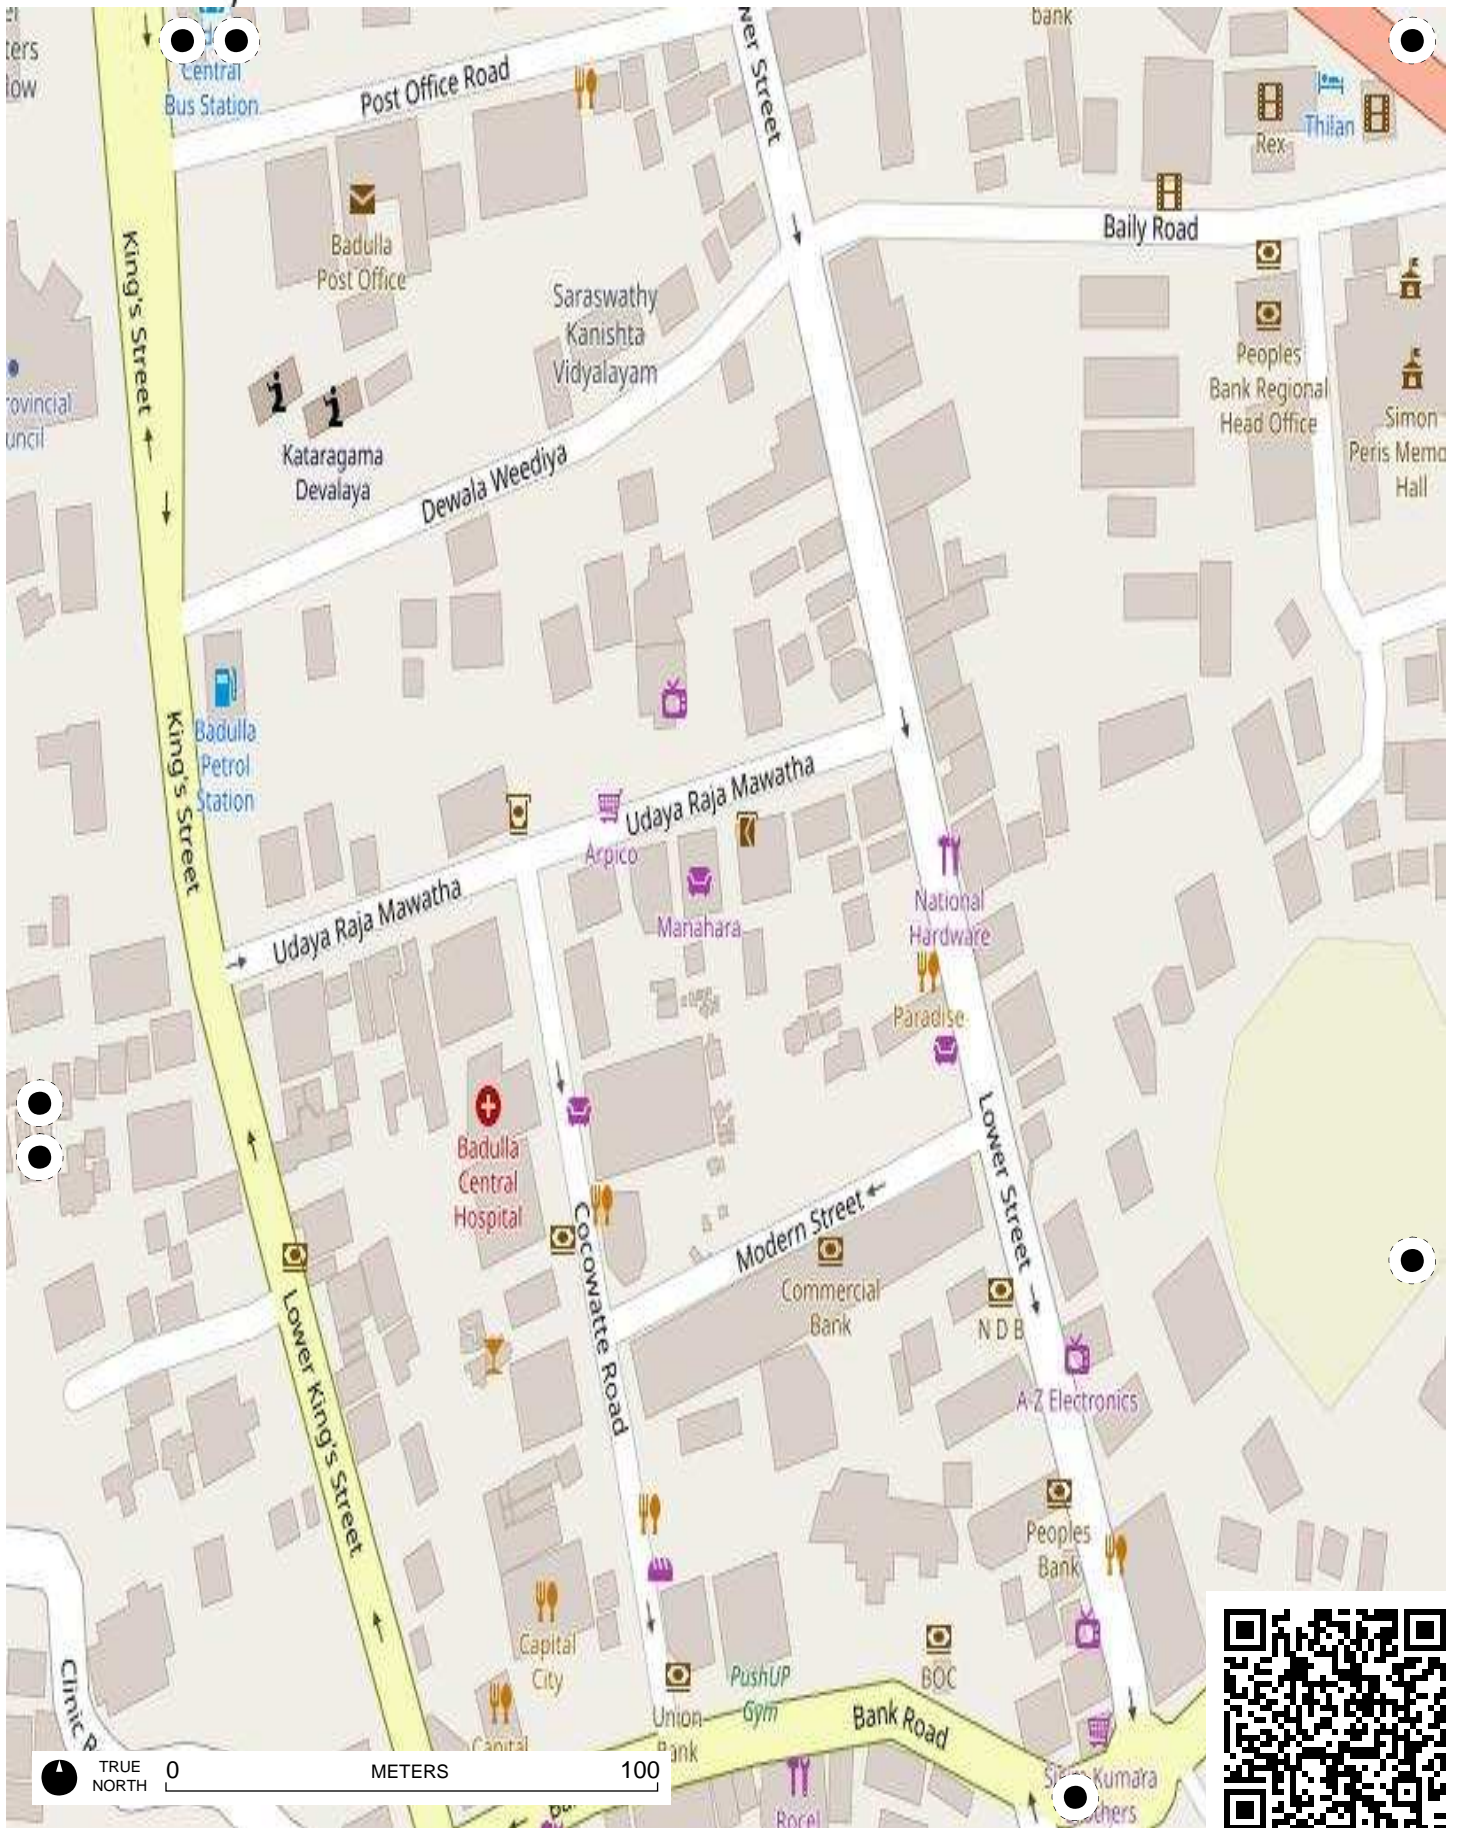 bank
Central
Bus Station
Post Office Road
Street
Rex
Thilan
Baily Road
Badulla
Post Office
King's Street
Saraswathy
Kanishta
Vidyalayam
Peoples
Bank Regional
Head Office
Simon
Peris
Hall
Kataragama
Devalaya
Dewala Weediya
King's Street
Badulla
Petrol
Station
Udaya Raja Mawatha
Arpico
Udaya Raja Mawatha
Manahara
National
Hardware
Paradise
Badulla
Central
Hospital
Lower Street
Modern Street
Cocowatte Road
Commercial
Bank
N D B
Lower King's Street
A-Z Electronics
Peoples
Bank
Capital
City
PushUP
Gym
BOC
Union
Bank
Bank Road
Clinic
Capital
Kumara
Rocel
TRUE
NORTH
0 METERS 100